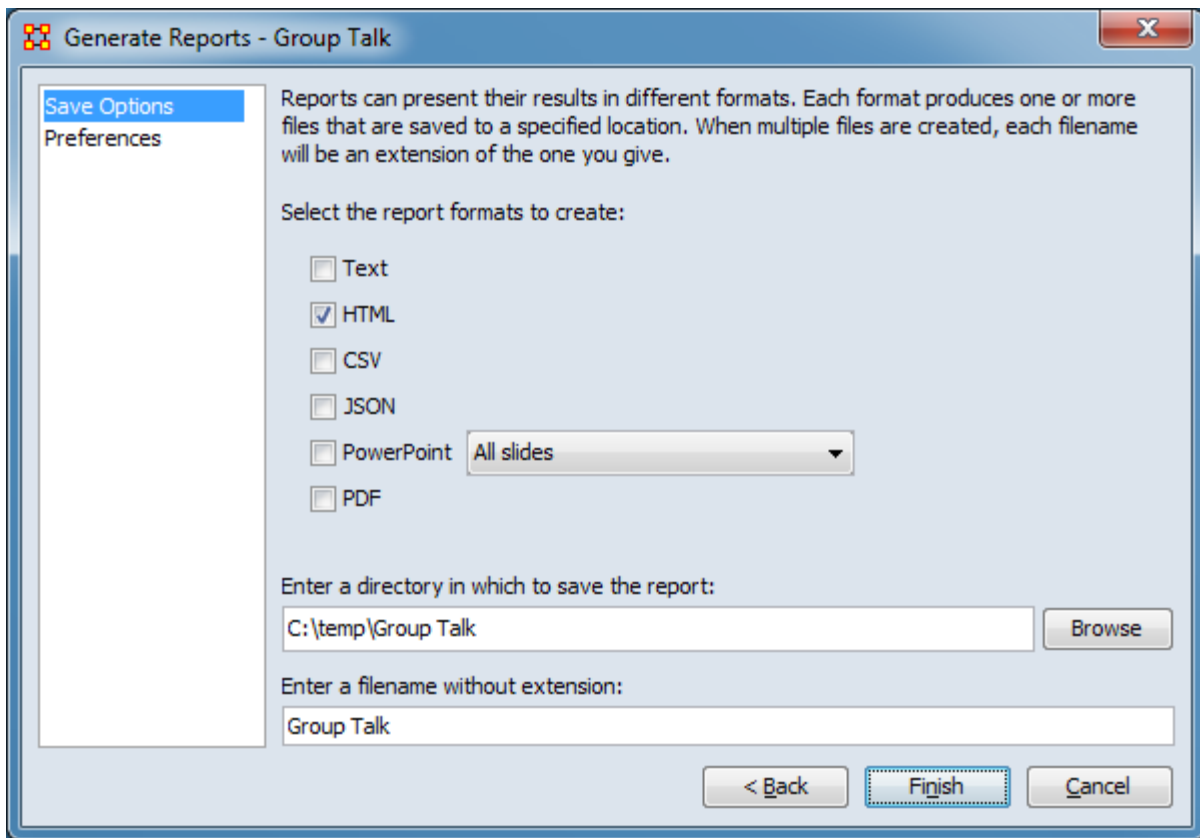 Generate Reports - Group Talk
Save Options
Preferences
Reports can present their results in different formats. Each format produces one or more
files that are saved to a specified location. When multiple files are created, each filename
will be an extension of the one you give.
Select the report formats to create:
Text
HTML
CSV
JSON
PowerPoint All slides
PDF
Enter a directory in which to save the report:
C:\temp\Group Talk Browse
Enter a filename without extension:
Group Talk
< Back Finish Cancel